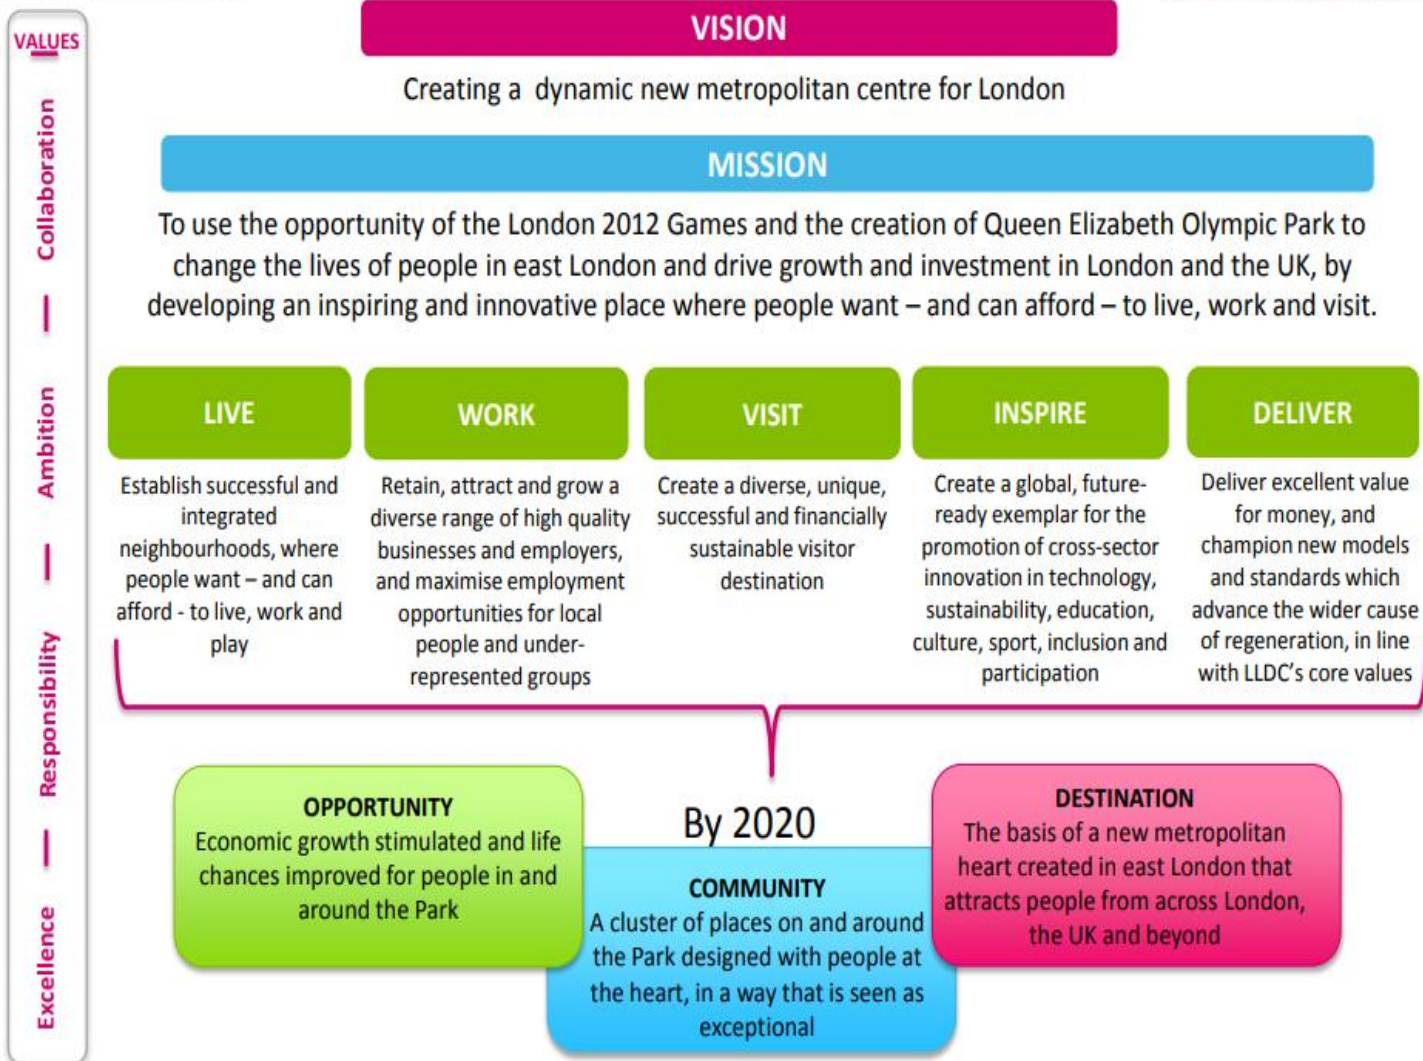 VALUES
Collaboration
Ambition
Responsibility
Excellence
VISION
Creating a dynamic new metropolitan centre for London
MISSION
To use the opportunity of the London 2012 Games and the creation of Queen Elizabeth Olympic Park to
change the lives of people in east London and drive growth and investment in London and the UK, by
developing an inspiring and innovative place where people want – and can afford – to live, work and visit.
LIVE
Establish successful and
integrated
neighbourhoods, where
people want – and can
afford - to live, work and
play
WORK
Retain, attract and grow a
diverse range of high quality
businesses and employers,
and maximise employment
opportunities for local
people and under-
represented groups
VISIT
Create a diverse, unique,
successful and financially
sustainable visitor
destination
INSPIRE
Create a global, future-
ready exemplar for the
promotion of cross-sector
innovation in technology,
sustainability, education,
culture, sport, inclusion and
participation
DELIVER
Deliver excellent value
for money, and
champion new models
and standards which
advance the wider cause
of regeneration, in line
with LLDC's core values
OPPORTUNITY
Economic growth stimulated and life
chances improved for people in and
around the Park
By 2020
COMMUNITY
A cluster of places on and around
the Park designed with people at
the heart, in a way that is seen as
exceptional
DESTINATION
The basis of a new metropolitan
heart created in east London that
attracts people from across London,
the UK and beyond